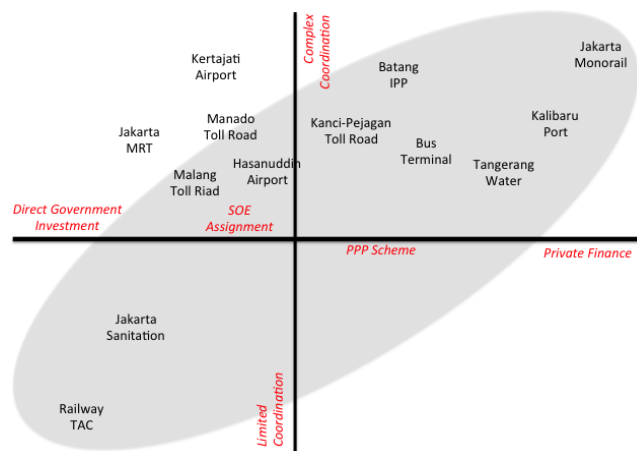 Complex
Coordination
Kertajati
Airport
Batang
IPP
Jakarta
Monorail
Jakarta
MRT
Manado
Toll Road
Kanci-Pejagan
Toll Road
Bus
Terminal
Kalibaru
Port
Malang
Toll Riad
Hasanuddin
Airport
Tangerang
Water
Direct Government
Investment
SOE
Assignment
PPP Scheme
Private Finance
Jakarta
Sanitation
Railway
TAC
Limited
Coordination